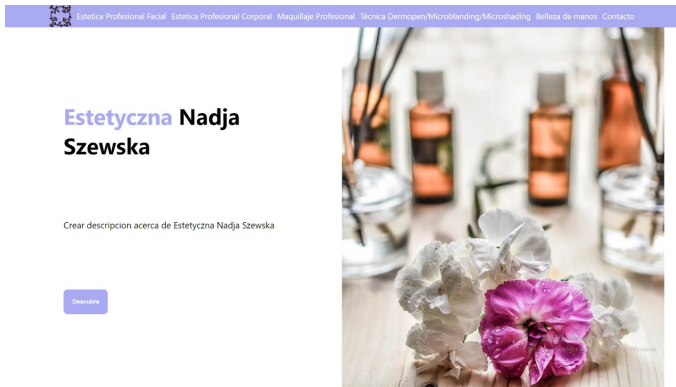 Estetica Profesional Facial Estetica Profesional Corporal Maquillaje Profesional Técnica Dermopen/Microblanding/Microshading Belleza de manos Contacto
Estetyczna Nadja
Szewska
Crear descripcion acerca de Estetyczna Nadja Szewska
Descubre
Windows